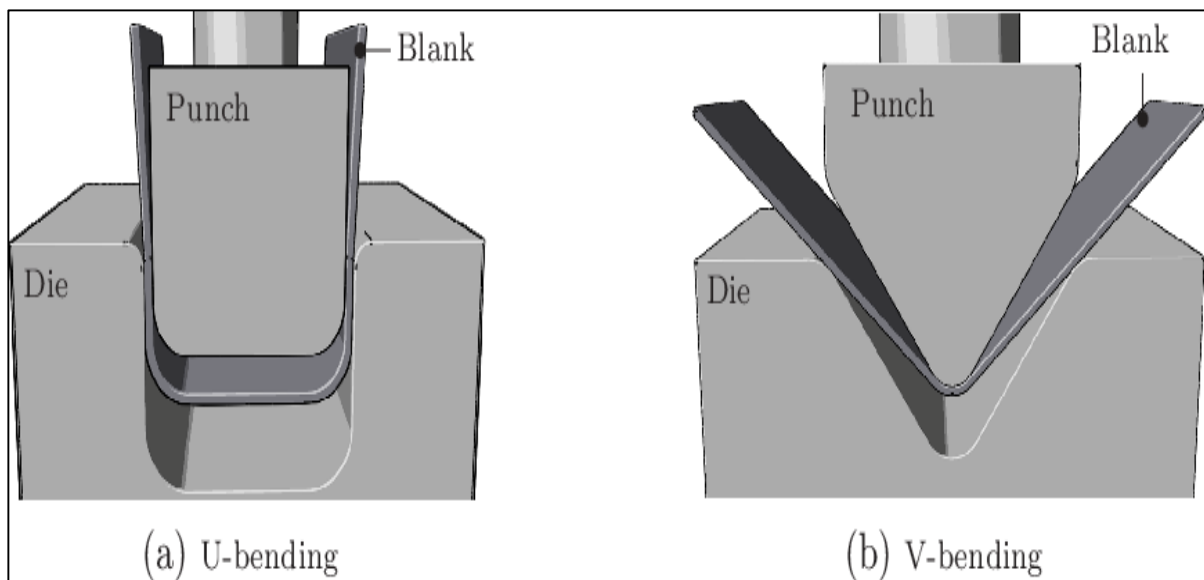 Blank
Punch
Die
(a) U-bending
Blank
Punch
Die
(b) V-bending